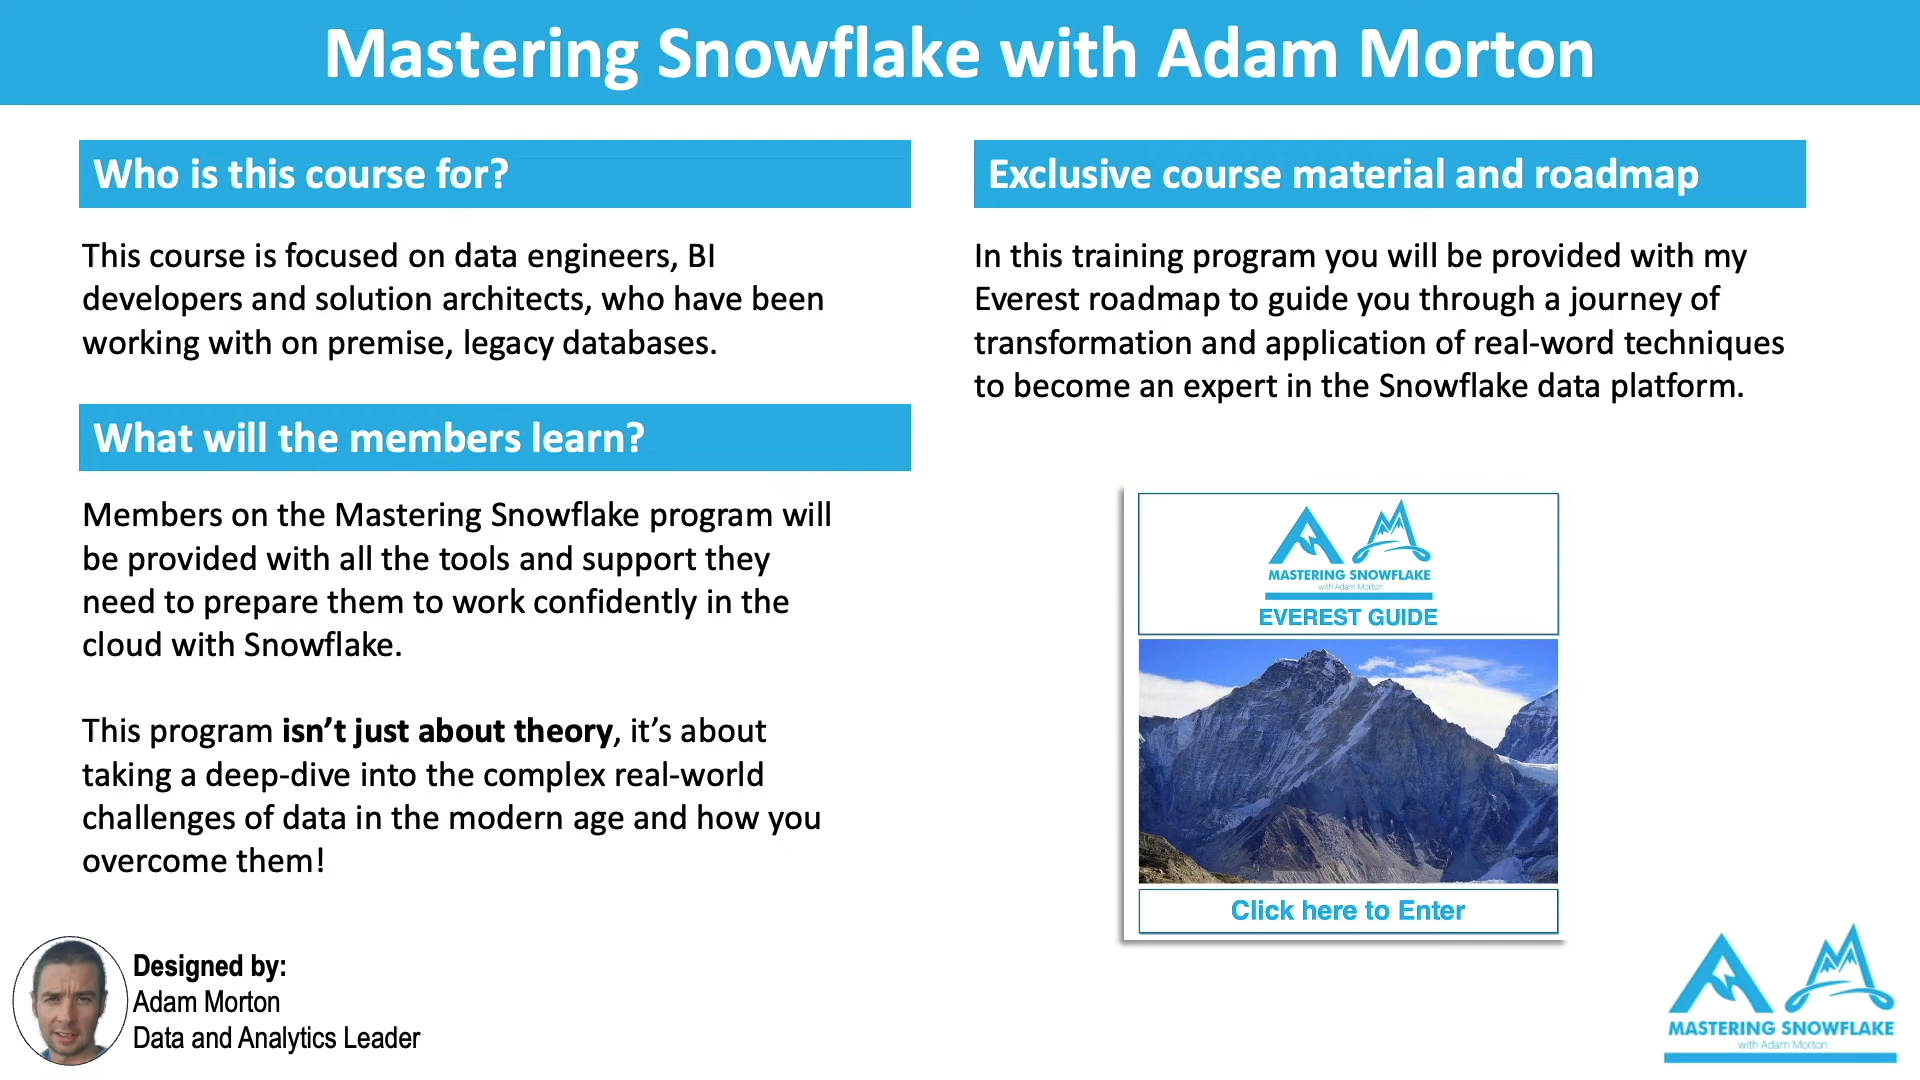 Mastering Snowflake with Adam Morton
Who is this course for?
This course is focused on data engineers, BI
developers and solution architects, who have been
working with on premise, legacy databases.
What will the members learn?
Members on the Mastering Snowflake program will
be provided with all the tools and support they
need to prepare them to work confidently in the
cloud with Snowflake.
This program isn’t just about theory, it’s about
taking a deep-dive into the complex real-world
challenges of data in the modern age and how you
overcome them!
Designed by:
Adam Morton
Data and Analytics Leader
Exclusive course material and roadmap
In this training program you will be provided with my
Everest roadmap to guide you through a journey of
transformation and application of real-word techniques
to become an expert in the Snowflake data platform.
MASTERING SNOWFLAKE
with Adam Morton
EVEREST GUIDE
Click here to Enter
MASTERING SNOWFLAKE
with Adam Morton